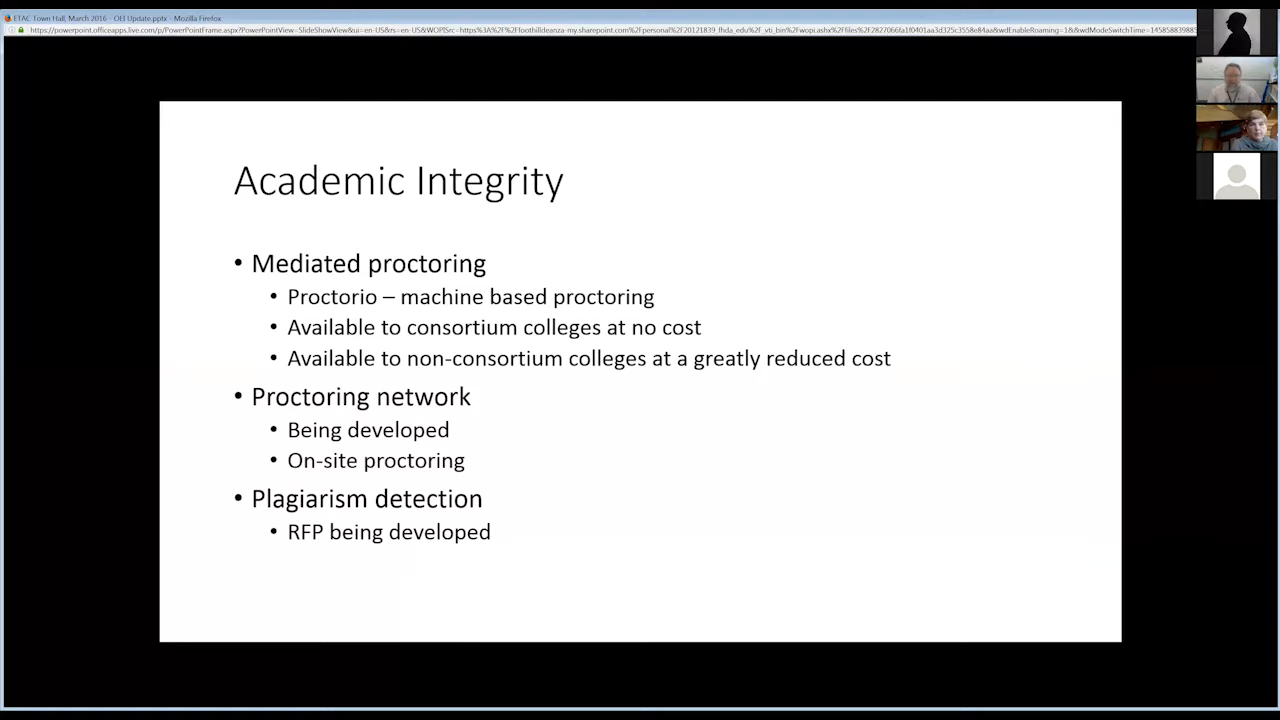 ETAC Town Hall, March 2016 - OEI Update.pptx - Mozilla Firefox
Academic Integrity
• Mediated proctoring
• Proctorio – machine based proctoring
• Available to consortium colleges at no cost
• Available to non-consortium colleges at a greatly reduced cost
• Proctoring network
• Being developed
• On-site proctoring
• Plagiarism detection
• RFP being developed